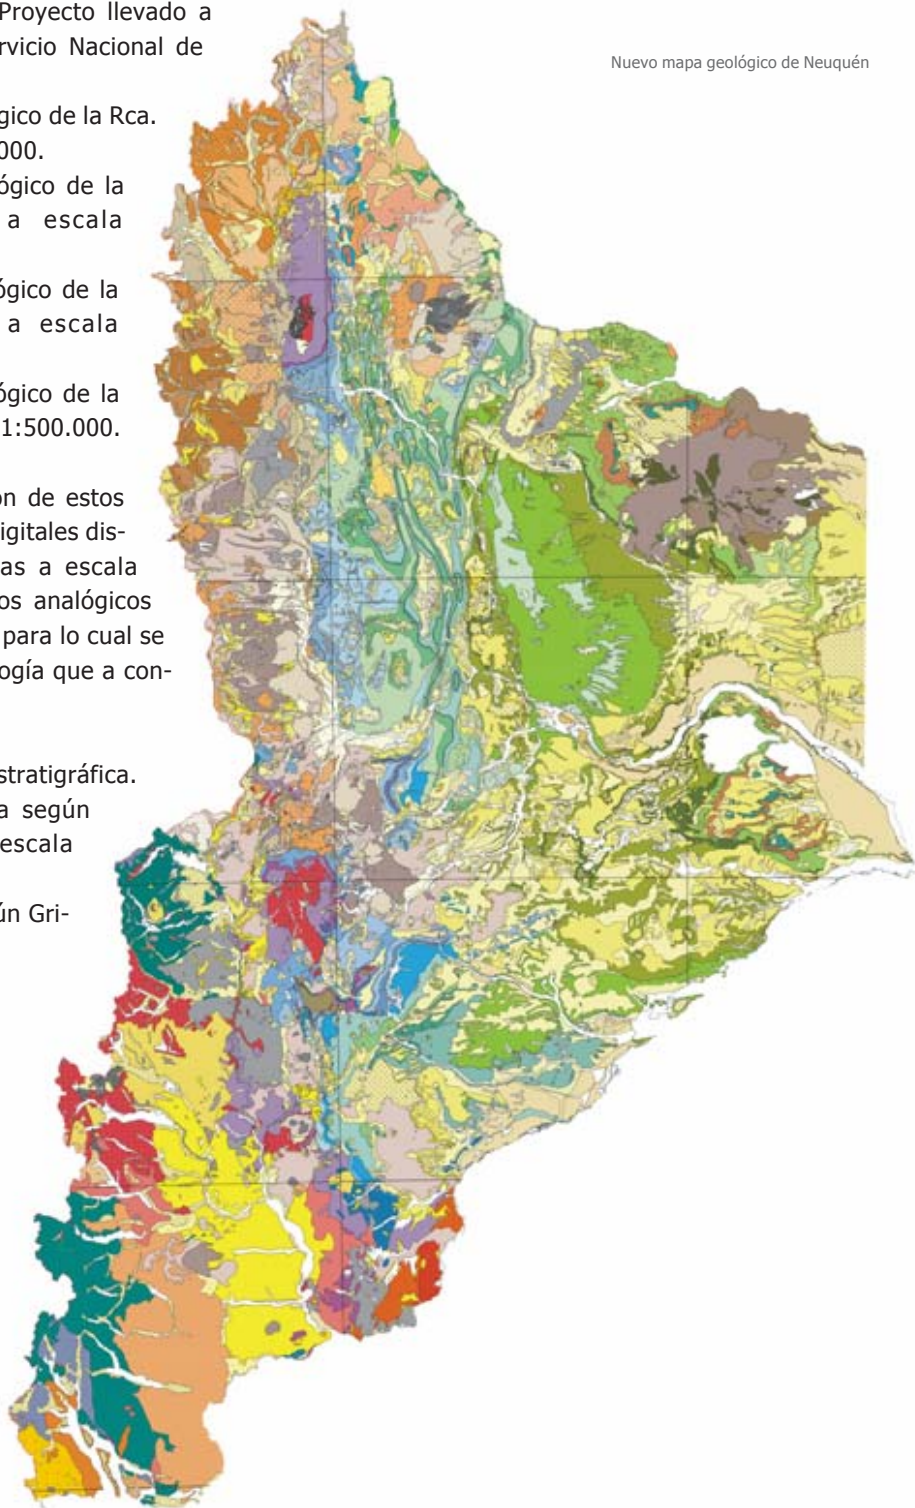 Proyecto llevado a
rvicio Nacional de
Nuevo mapa geológico de Neuquén
gico de la Rca.
000.
ógico de la
a escala
ógico de la
a escala
ógico de la
1:500.000.
n de estos
igitales dis-
as a escala
os analógicos
para lo cual se
logía que a con-
stratigráfica.
a según
escala
ún Gri-